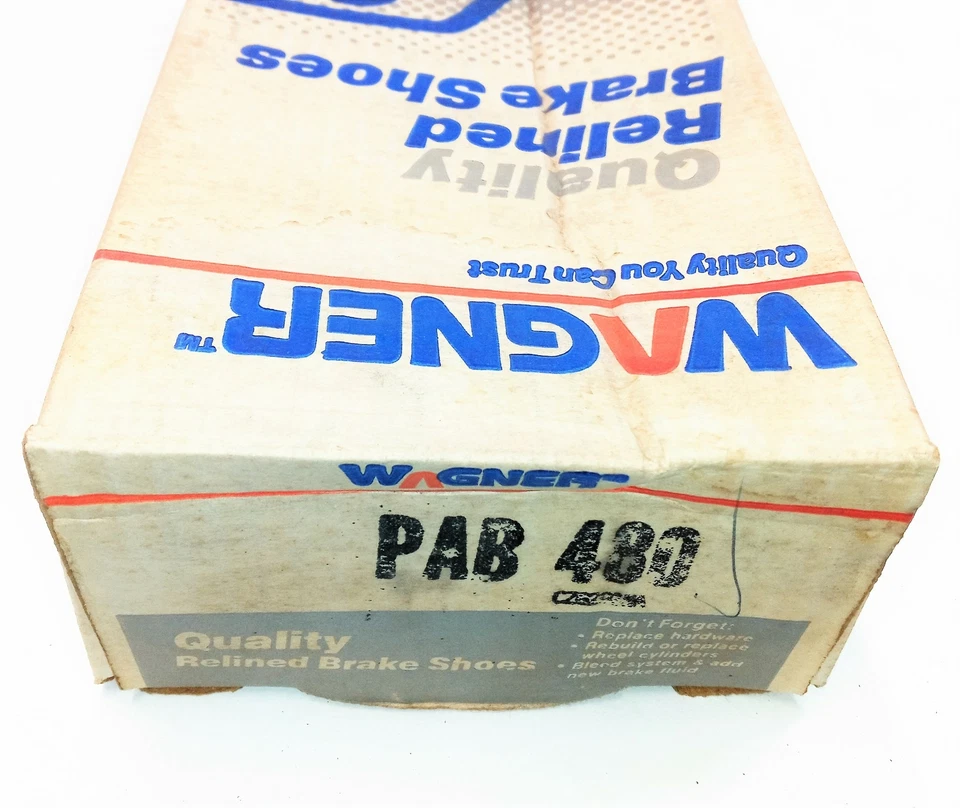 WAGNER™
Quality You Can Trust
Quality
Relined
Brake Shoes
WAGNER
PAB 480
Quality
Relined Brake Shoes
Don't Forget:
• Replace hardware
• Rebuild or replace
wheel cylinders
• Bleed system & add
new brake fluid